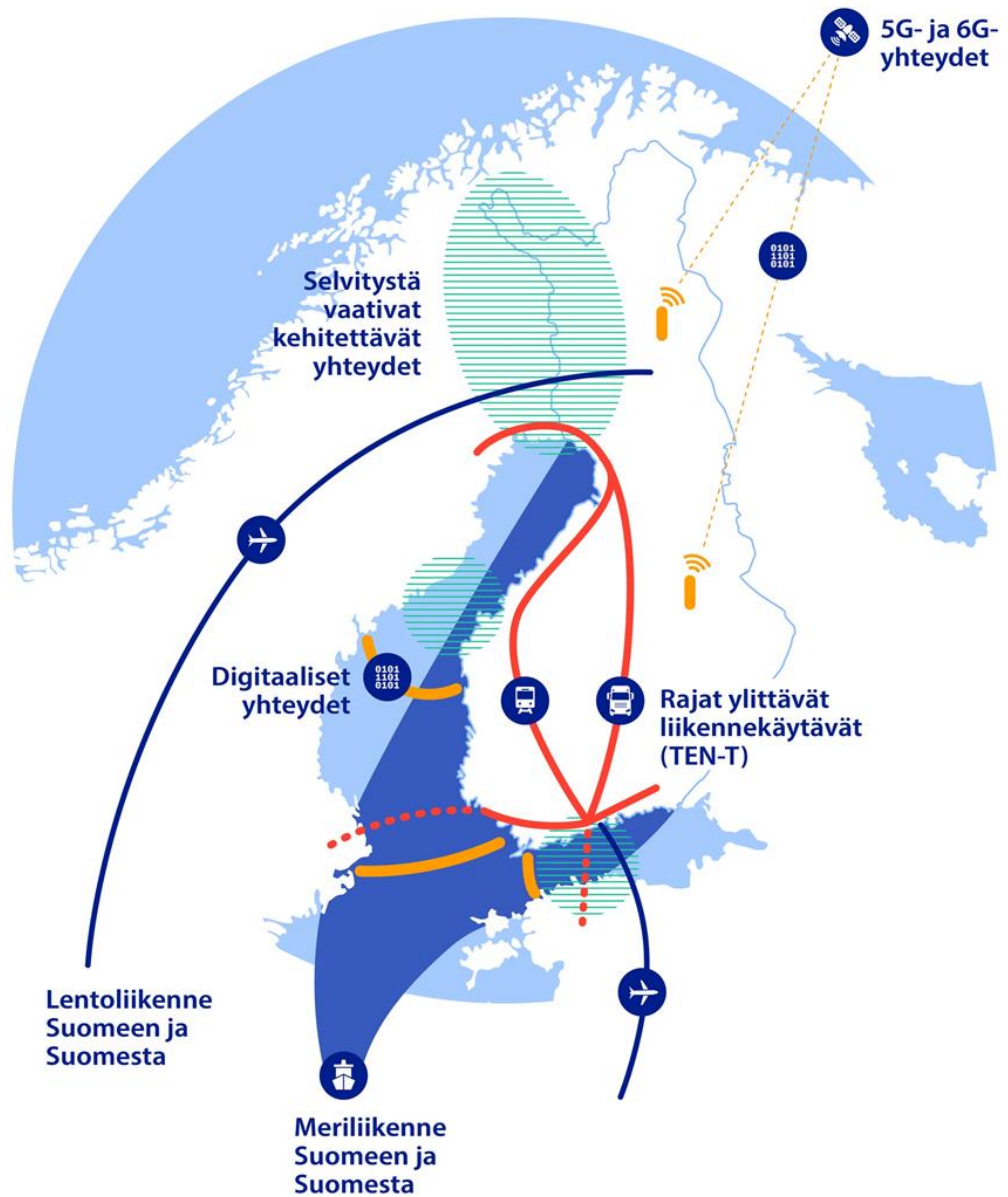 5G- ja 6G-
yhteydet
0101
1101
0101
Selvitystä
vaativat
kehitettävät
yhteydet
Digitaaliset
yhteydet
0101
1101
0101
Rajat ylittävät
liikennekäytävät
(TEN-T)
Lentoliikenne
Suomeen ja
Suomesta
Meriliikenne
Suomeen ja
Suomesta